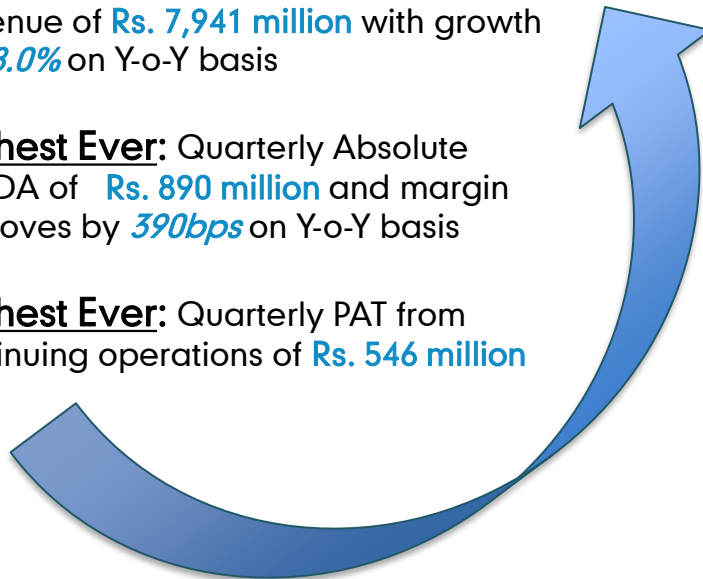 enue of Rs. 7,941 million with growth
3.0% on Y-o-Y basis
hest Ever: Quarterly Absolute
DA of Rs. 890 million and margin
oves by 390bps on Y-o-Y basis
hest Ever: Quarterly PAT from
inuing operations of Rs. 546 million